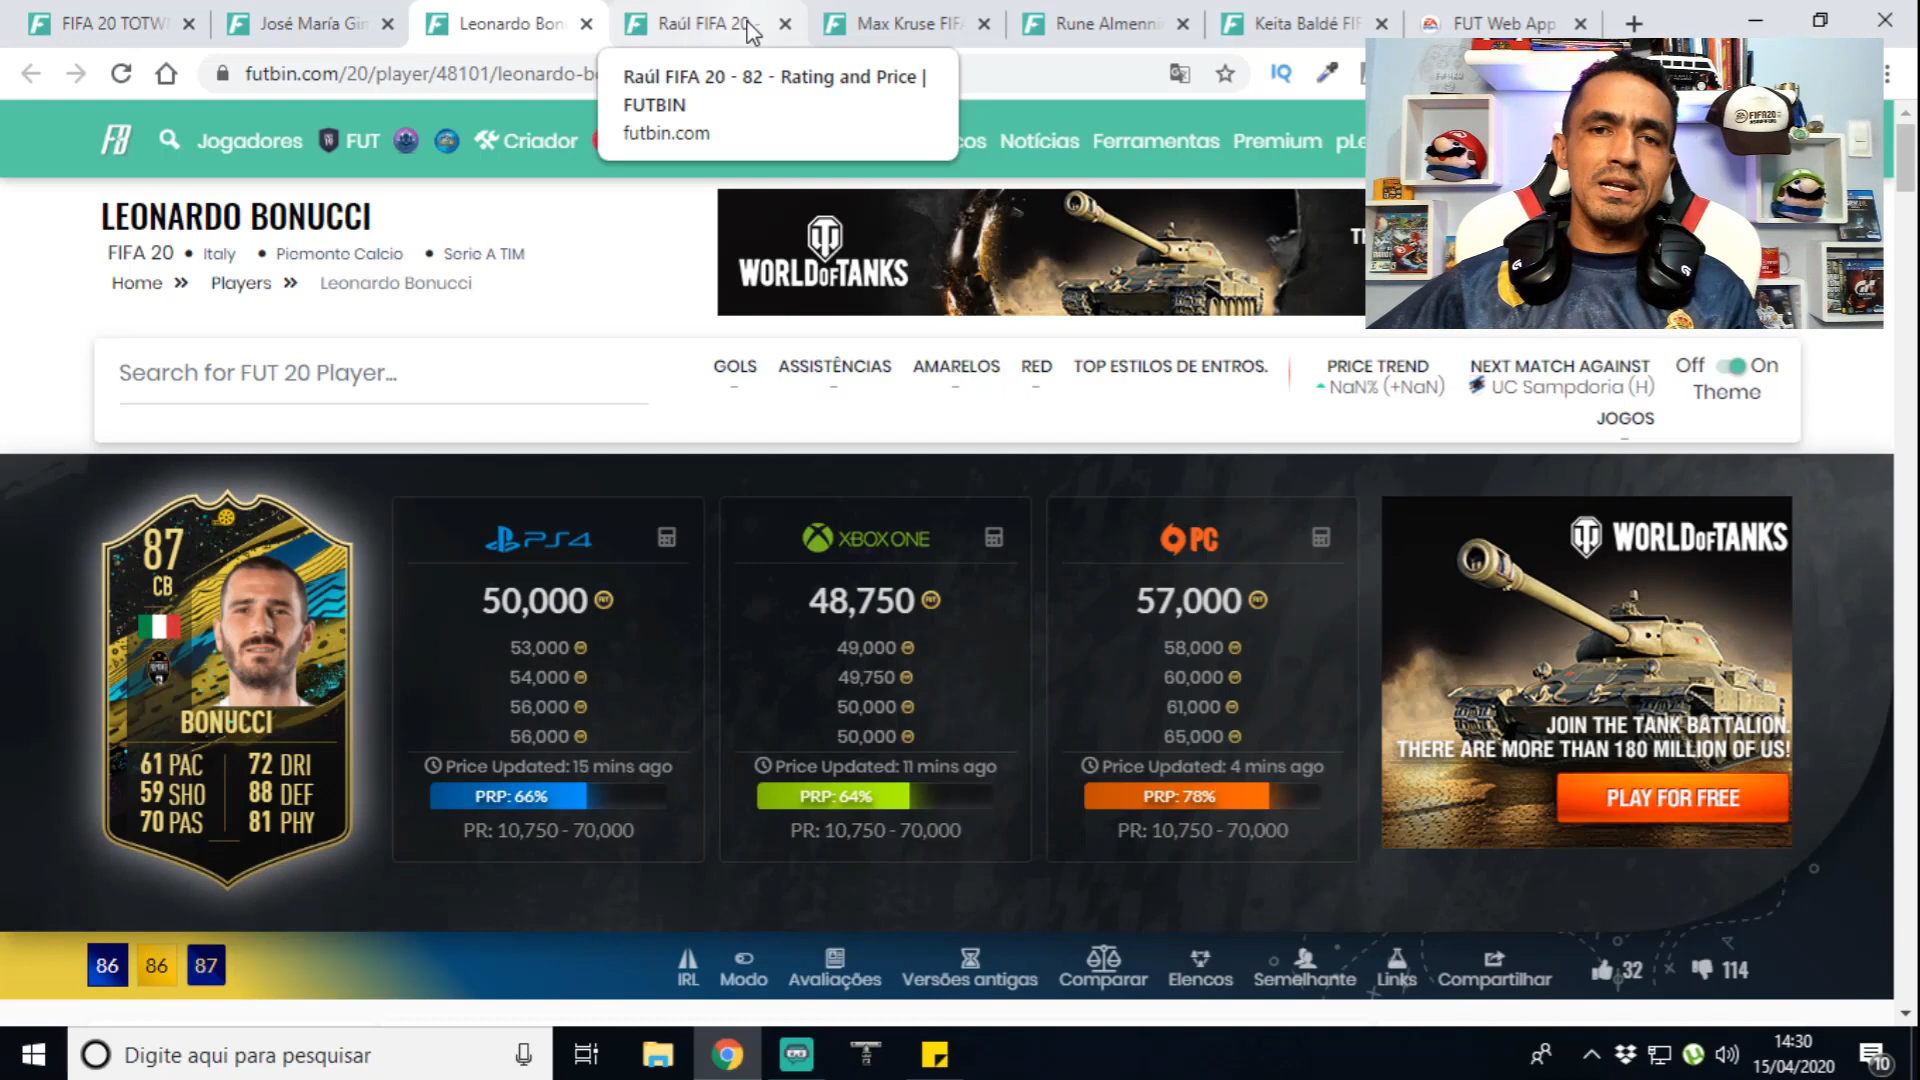 FIFA 20 TOTW
José María Gim
Leonardo Bon
Raúl FIFA 20 -
Max Kruse FIFA
Rune Almenni
Keita Baldé FIF
FUT Web App
futbin.com/20/player/48101/leonardo-b
IQ
Raúl FIFA 20 - 82 - Rating and Price |
FUTBIN
futbin.com
Jogadores
FUT
Criador
cos
Notícias
Ferramentas
Premium
pLe
LEONARDO BONUCCI
FIFA 20 • Italy • Piemonte Calcio • Serie A TIM
Home » Players » Leonardo Bonucci
WORLD OF TANKS
Search for FUT 20 Player...
GOLS
-
ASSISTÊNCIAS
-
AMARELOS
-
RED
-
TOP ESTILOS DE ENTROS.
PRICE TREND
NaN% (+NaN)
NEXT MATCH AGAINST
UC Sampdoria (H)
JOGOS
-
Off On
Theme
87
CB
BONUCCI
61 PAC 72 DRI
59 SHO 88 DEF
70 PAS 81 PHY
PS4
50,000
53,000
54,000
56,000
56,000
Price Updated: 15 mins ago
PRP: 66%
PR: 10,750 - 70,000
XBOX ONE
48,750
49,000
49,750
50,000
50,000
Price Updated: 11 mins ago
PRP: 64%
PR: 10,750 - 70,000
PC
57,000
58,000
60,000
61,000
65,000
Price Updated: 4 mins ago
PRP: 78%
PR: 10,750 - 70,000
WORLD OF TANKS
JOIN THE TANK BATTALION.
THERE ARE MORE THAN 180 MILLION OF US!
PLAY FOR FREE
86 86 87
IRL
Modo
Avaliações
Versões antigas
Comparar
Elencos
Semelhante
Links
Compartilhar
32
114
Digite aqui para pesquisar
14:30
15/04/2020
10